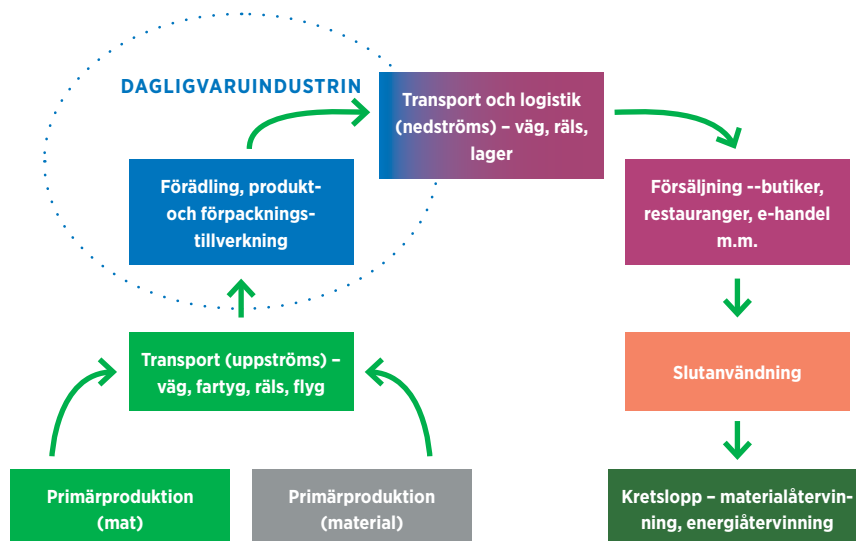 DAGLIGVARUINDUSTRIN
Transport och logistik
(nedströms) – väg, räls,
lager
Förädling, produkt-
och förpacknings-
tillverkning
Försäljning --butiker,
restauranger, e-handel
m.m.
Transport (uppströms) –
väg, fartyg, räls, flyg
Slutanvändning
Primärproduktion
(mat)
Primärproduktion
(material)
Kretslopp – materialåtervin-
ning, energiåtervinning